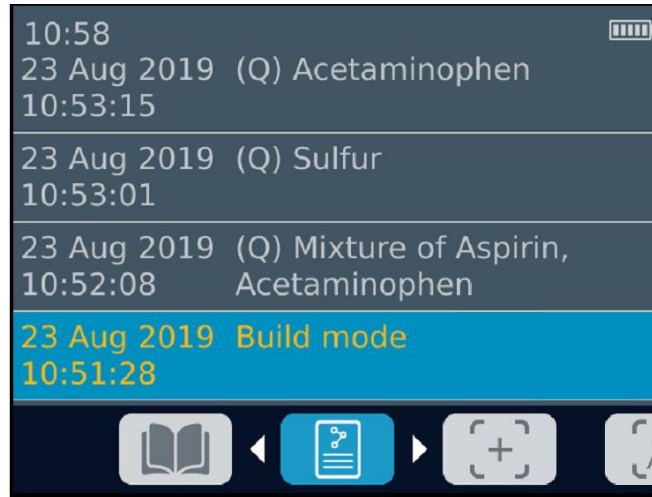 10:58
23 Aug 2019 (Q) Acetaminophen
10:53:15
23 Aug 2019 (Q) Sulfur
10:53:01
23 Aug 2019 (Q) Mixture of Aspirin,
10:52:08 Acetaminophen
23 Aug 2019 Build mode
10:51:28